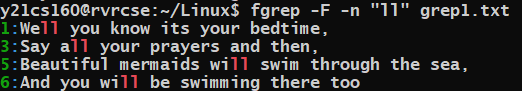 y21cs160@rvrcse:~/Linux$ fgrep -F -n "ll" grep1.txt
1:Well you know its your bedtime,
3:Say all your prayers and then,
5:Beautiful mermaids will swim through the sea,
6:And you will be swimming there too